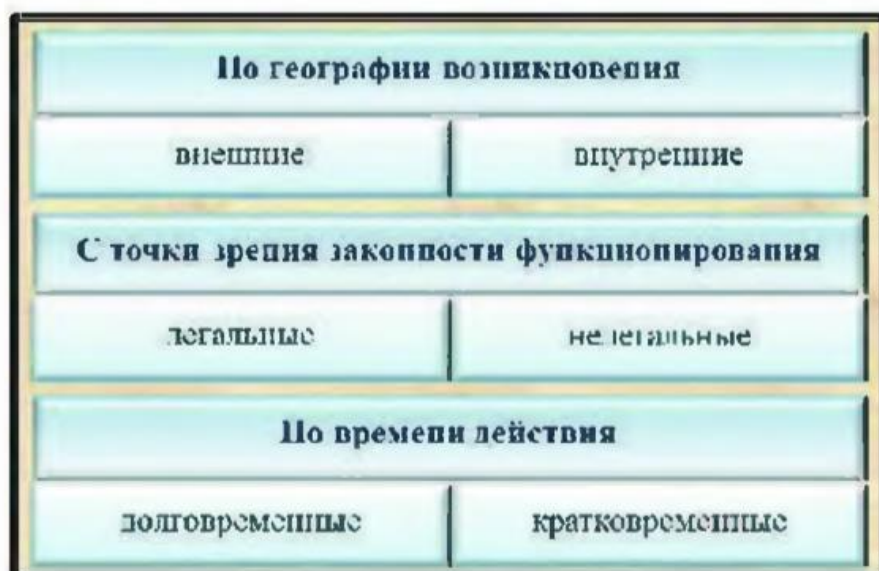 По географии возникновения
внешние внутренние
С точки зрения законности функционирования
легальные нелегальные
По времени действия
долговременные кратковременные